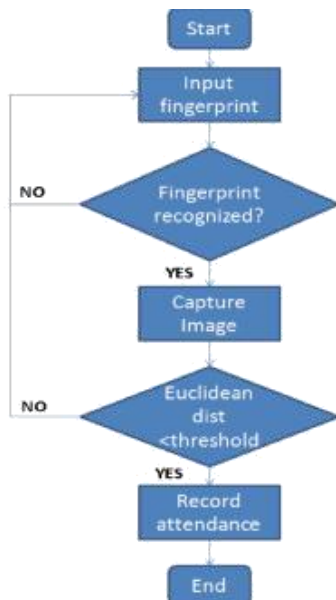 Start
Input
fingerprint
NO
Fingerprint
recognized?
YES
Capture
Image
NO
Euclidean
dist
<threshold
YES
Record
attendance
End